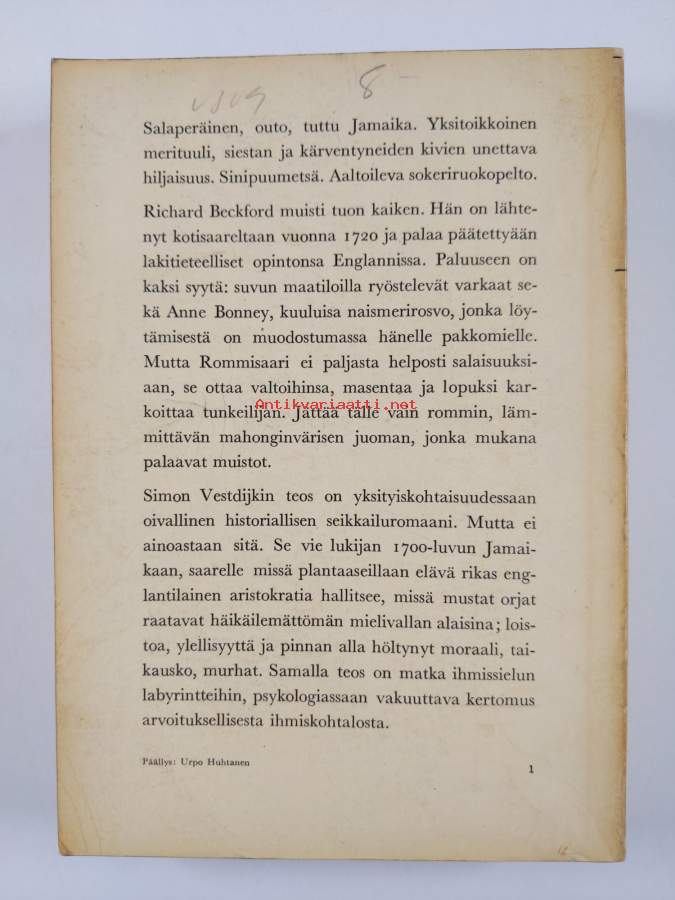 8 –
Salaperäinen, outo, tuttu Jamaika. Yksitoikkoinen
merituuli, siestan ja kärventyneiden kivien unettava
hiljaisuus. Sinipuumetsä. Aaltoileva sokeriruokopelto.
Richard Beckford muisti tuon kaiken. Hän on lähte-
nyt kotisaareltaan vuonna 1720 ja palaa päätettyään
lakitieteelliset opintonsa Englannissa. Paluuseen on
kaksi syytä: suvun maatiloilla ryöstelevät varkaat se-
kä Anne Bonney, kuuluisa naismerirosvo, jonka löy-
tämisestä on muodostumassa hänelle pakkomielle.
Mutta Rommisaari ei paljasta helposti salaisuuksi-
aan, se ottaa valtoihinsa, masentaa ja lopuksi kar-
koittaa tunkeilijan. Jättää tälle vain rommin, läm-
Antikvariaatti.net
mittävän mahonginvärisen juoman, jonka mukana
palaavat muistot.
Simon Vestdijkin teos on yksityiskohtaisuudessaan
oivallinen historiallisen seikkailuromaani. Mutta ei
ainoastaan sitä. Se vie lukijan 1700-luvun Jamai-
kaan, saarelle missä plantaaseillaan elävä rikas eng-
lantilainen aristokratia hallitsee, missä mustat orjat
raatavat häikäilemättömän mielivallan alaisina; lois-
toa, ylellisyyttä ja pinnan alla höltynyt moraali, tai-
kausko, murhat. Samalla teos on matka ihmissielun
labyrintteihin, psykologiassaan vakuuttava kertomus
arvoituksellisesta ihmiskohtalosta.
Päällys: Urpo Huhtanen
1